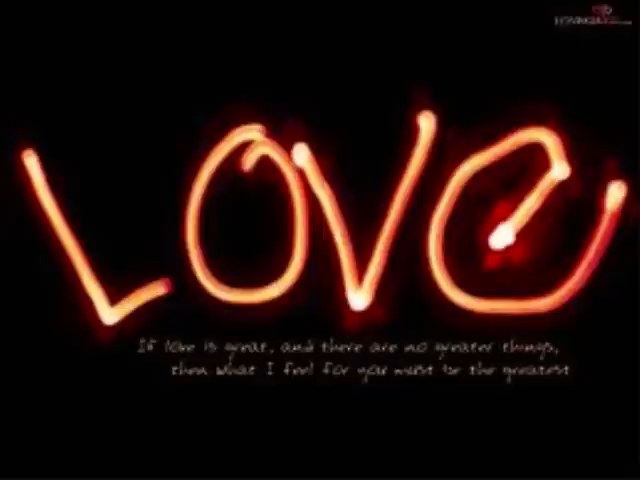 LOVe
If love is great, and there are no greater things,
then what I feel for you must be the greatest